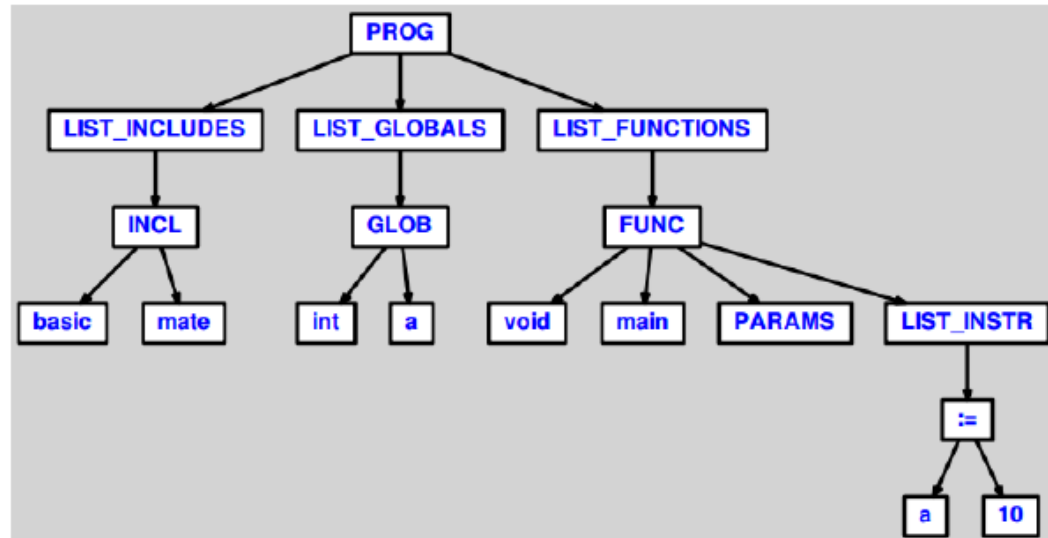 PROG
LIST_INCLUDES LIST_GLOBALS LIST_FUNCTIONS
INCL GLOB FUNC
basic mate int a void main PARAMS LIST_INSTR
:=
a 10